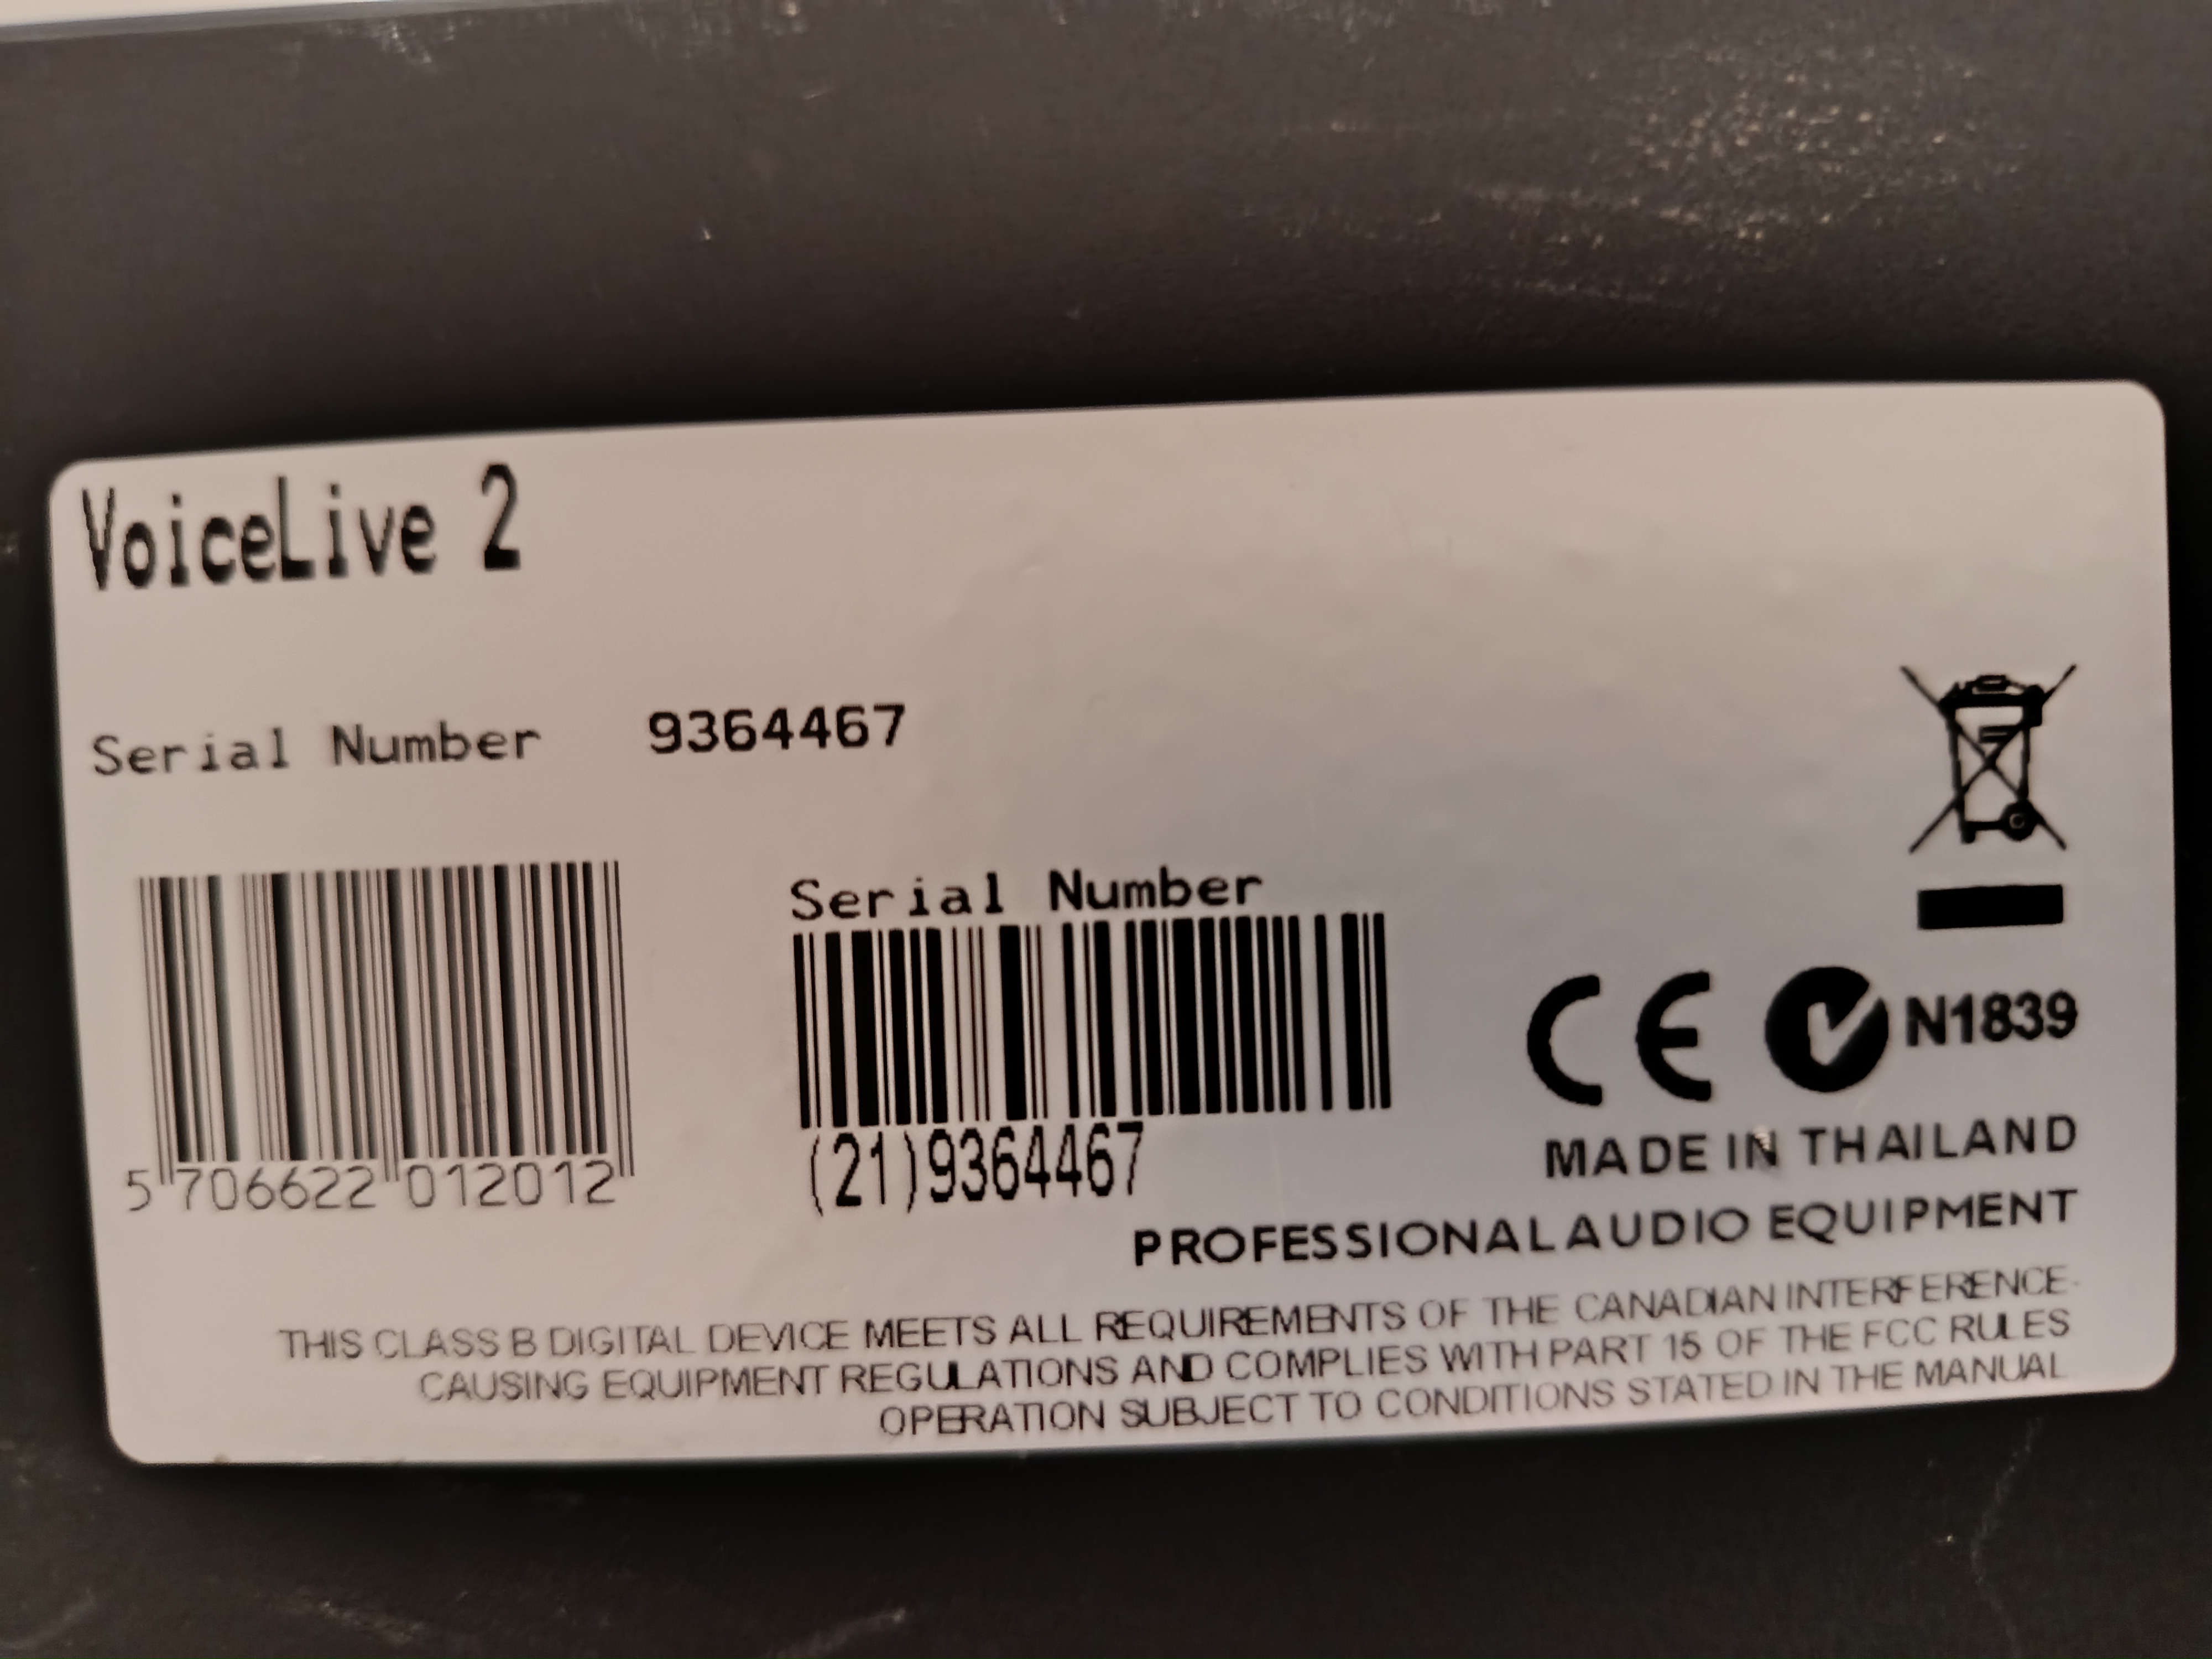 VoiceLive 2
Serial Number 9364467
Serial Number
5 706622 012012
(21)9364467
CE N1839
MADE IN THAILAND
PROFESSIONAL AUDIO EQUIPMENT
THIS CLASS B DIGITAL DEVICE MEETS ALL REQUIREMENTS OF THE CANADIAN INTERFERENCE-
CAUSING EQUIPMENT REGULATIONS AND COMPLIES WITH PART 15 OF THE FCC RULES
OPERATION SUBJECT TO CONDITIONS STATED IN THE MANUAL